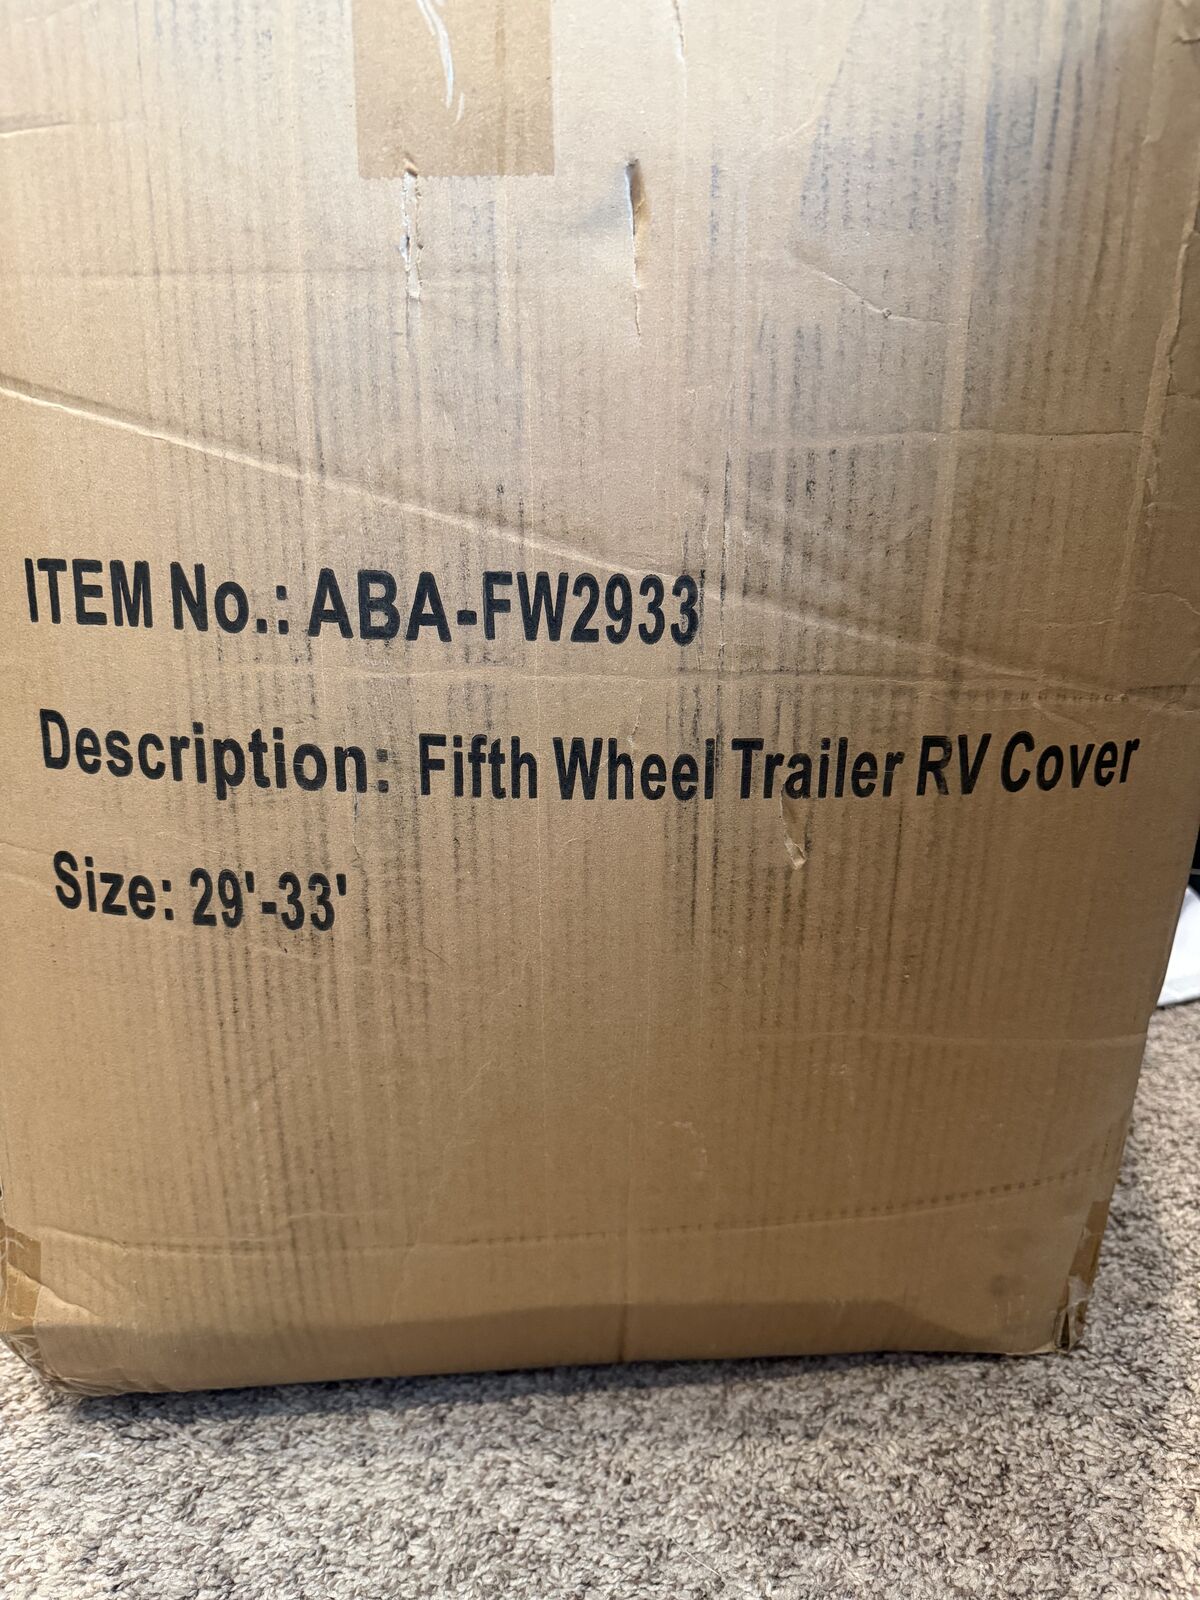 ITEM No.: ABA-FW2933
Description: Fifth Wheel Trailer RV Cover
Size: 29'-33'